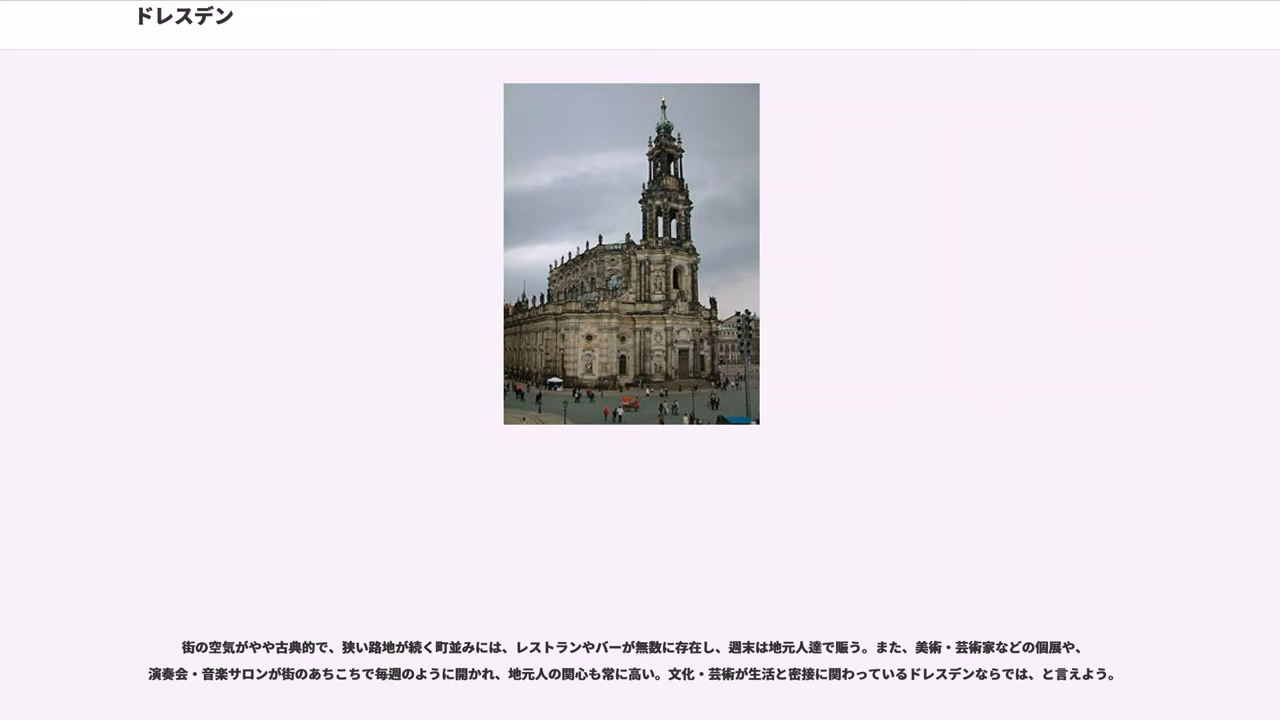 ドレスデン
街の空気がやや古典的で、狭い路地が続く町並みには、レストランやバーが無数に存在し、週末は地元人達で賑う。また、美術・芸術家などの個展や、
演奏会・音楽サロンが街のあちこちで毎週のように開かれ、地元人の関心も常に高い。文化・芸術が生活と密接に関わっているドレスデンならでは、と言えよう。